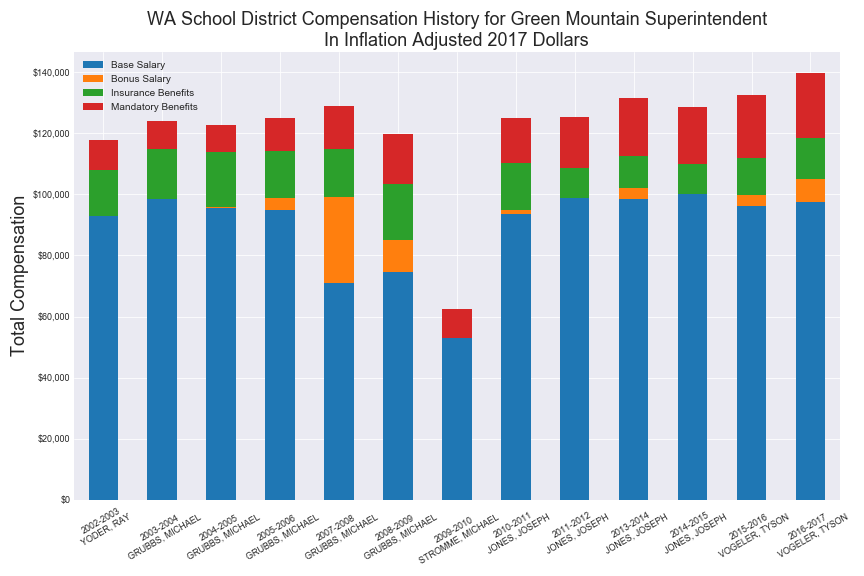 WA School District Compensation History for Green Mountain Superintendent
In Inflation Adjusted 2017 Dollars
Base Salary
Bonus Salary
Insurance Benefits
Mandatory Benefits
Total Compensation
$140,000
$120,000
$100,000
$80,000
$60,000
$40,000
$20,000
$0
2002-2003
YODER, RAY
2003-2004
GRUBBS, MICHAEL
2004-2005
GRUBBS, MICHAEL
2005-2006
GRUBBS, MICHAEL
2007-2008
GRUBBS, MICHAEL
2008-2009
GRUBBS, MICHAEL
2009-2010
STROMME, MICHAEL
2010-2011
JONES, JOSEPH
2011-2012
JONES, JOSEPH
2013-2014
JONES, JOSEPH
2014-2015
JONES, JOSEPH
2015-2016
VOGELER, TYSON
2016-2017
VOGELER, TYSON